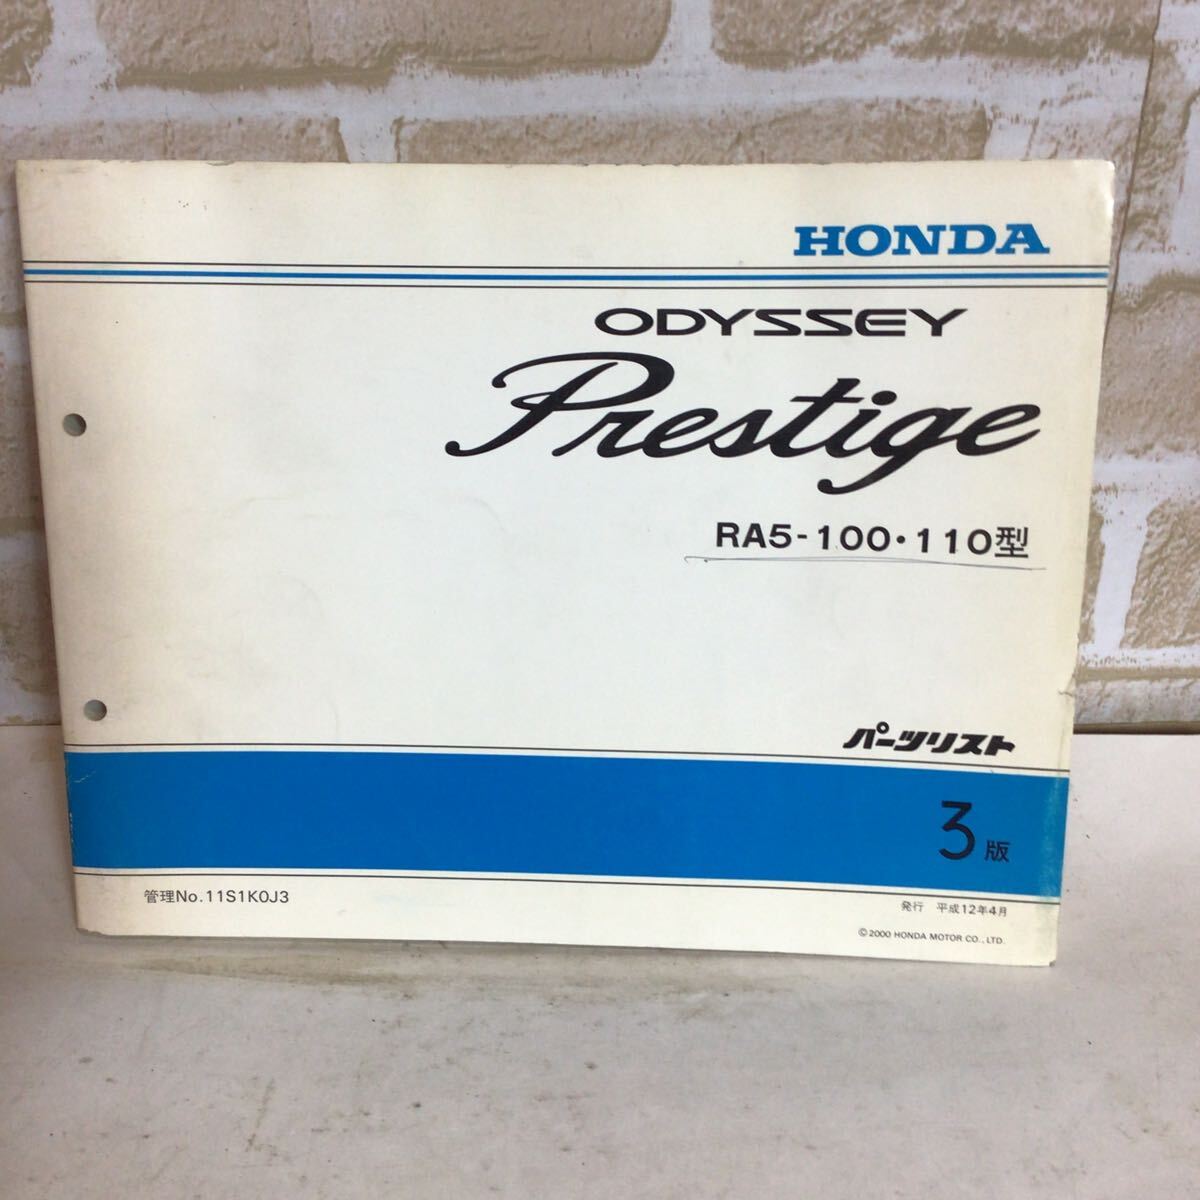 HONDA
ODYSSEY
Prestige
RA5-100・110型
パーツリスト
3版
管理No.11S1K0J3
発行 平成12年4月
©2000 HONDA MOTOR CO., LTD.